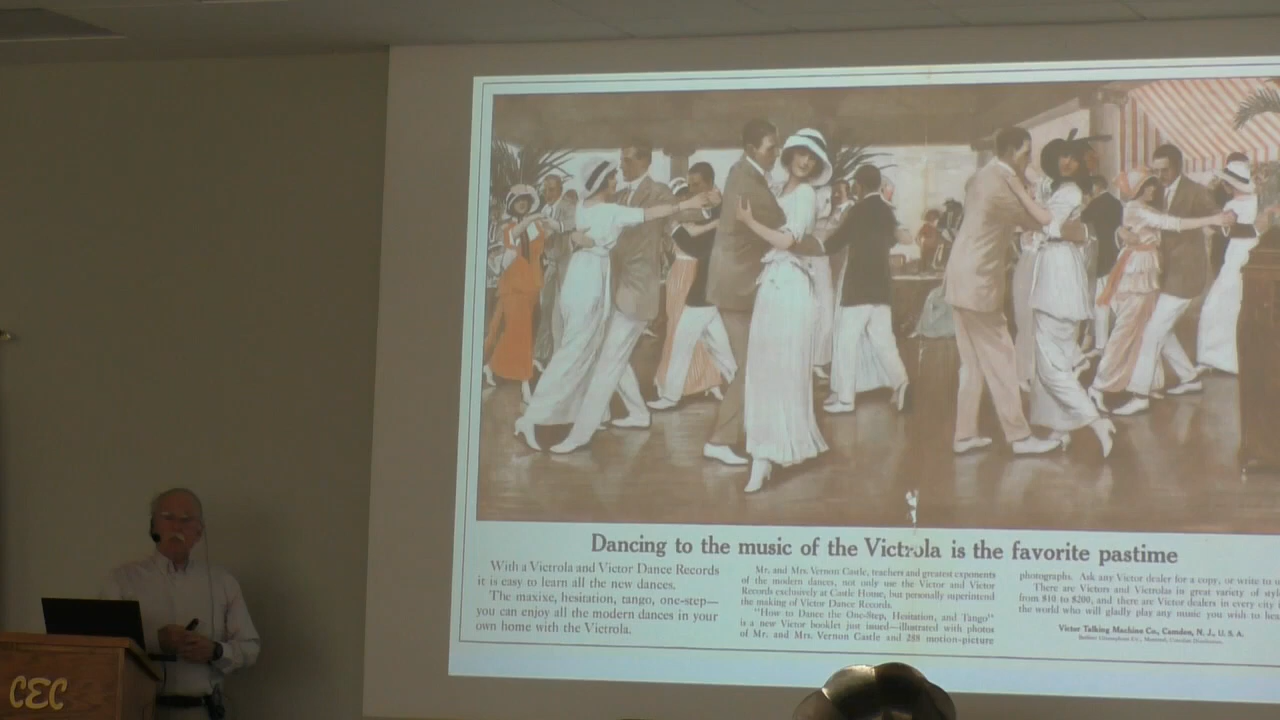 Dancing to the music of the Victrola is the favorite pastime
With a Victrola and Victor Dance Records
it is easy to learn all the new dances.
The maxixe, hesitation, tango, one-step—
you can enjoy all the modern dances in your
own home with the Victrola.
Mr. and Mrs. Vernon Castle, teachers and greatest exponents
of the modern dances, not only use the Victor and Victor
Records exclusively at Castle House, but personally superintend
the making of Victor Dance Records.
"How to Dance the One-Step, Hesitation, and Tango"
is a new Victor booklet just issued—illustrated with photos
of Mr. and Mrs. Vernon Castle and 288 motion-picture
photographs. Ask any Victor dealer for a copy, or write to
There are Victors and Victrolas in great variety of
from $10 to $200, and there are Victor dealers in every city
the world who will gladly play any music you wish to
Victor Talking Machine Co., Camden, N. J., U. S. A.
Berliner Gramophone Co., Montreal, Canadian Distributors
CEC